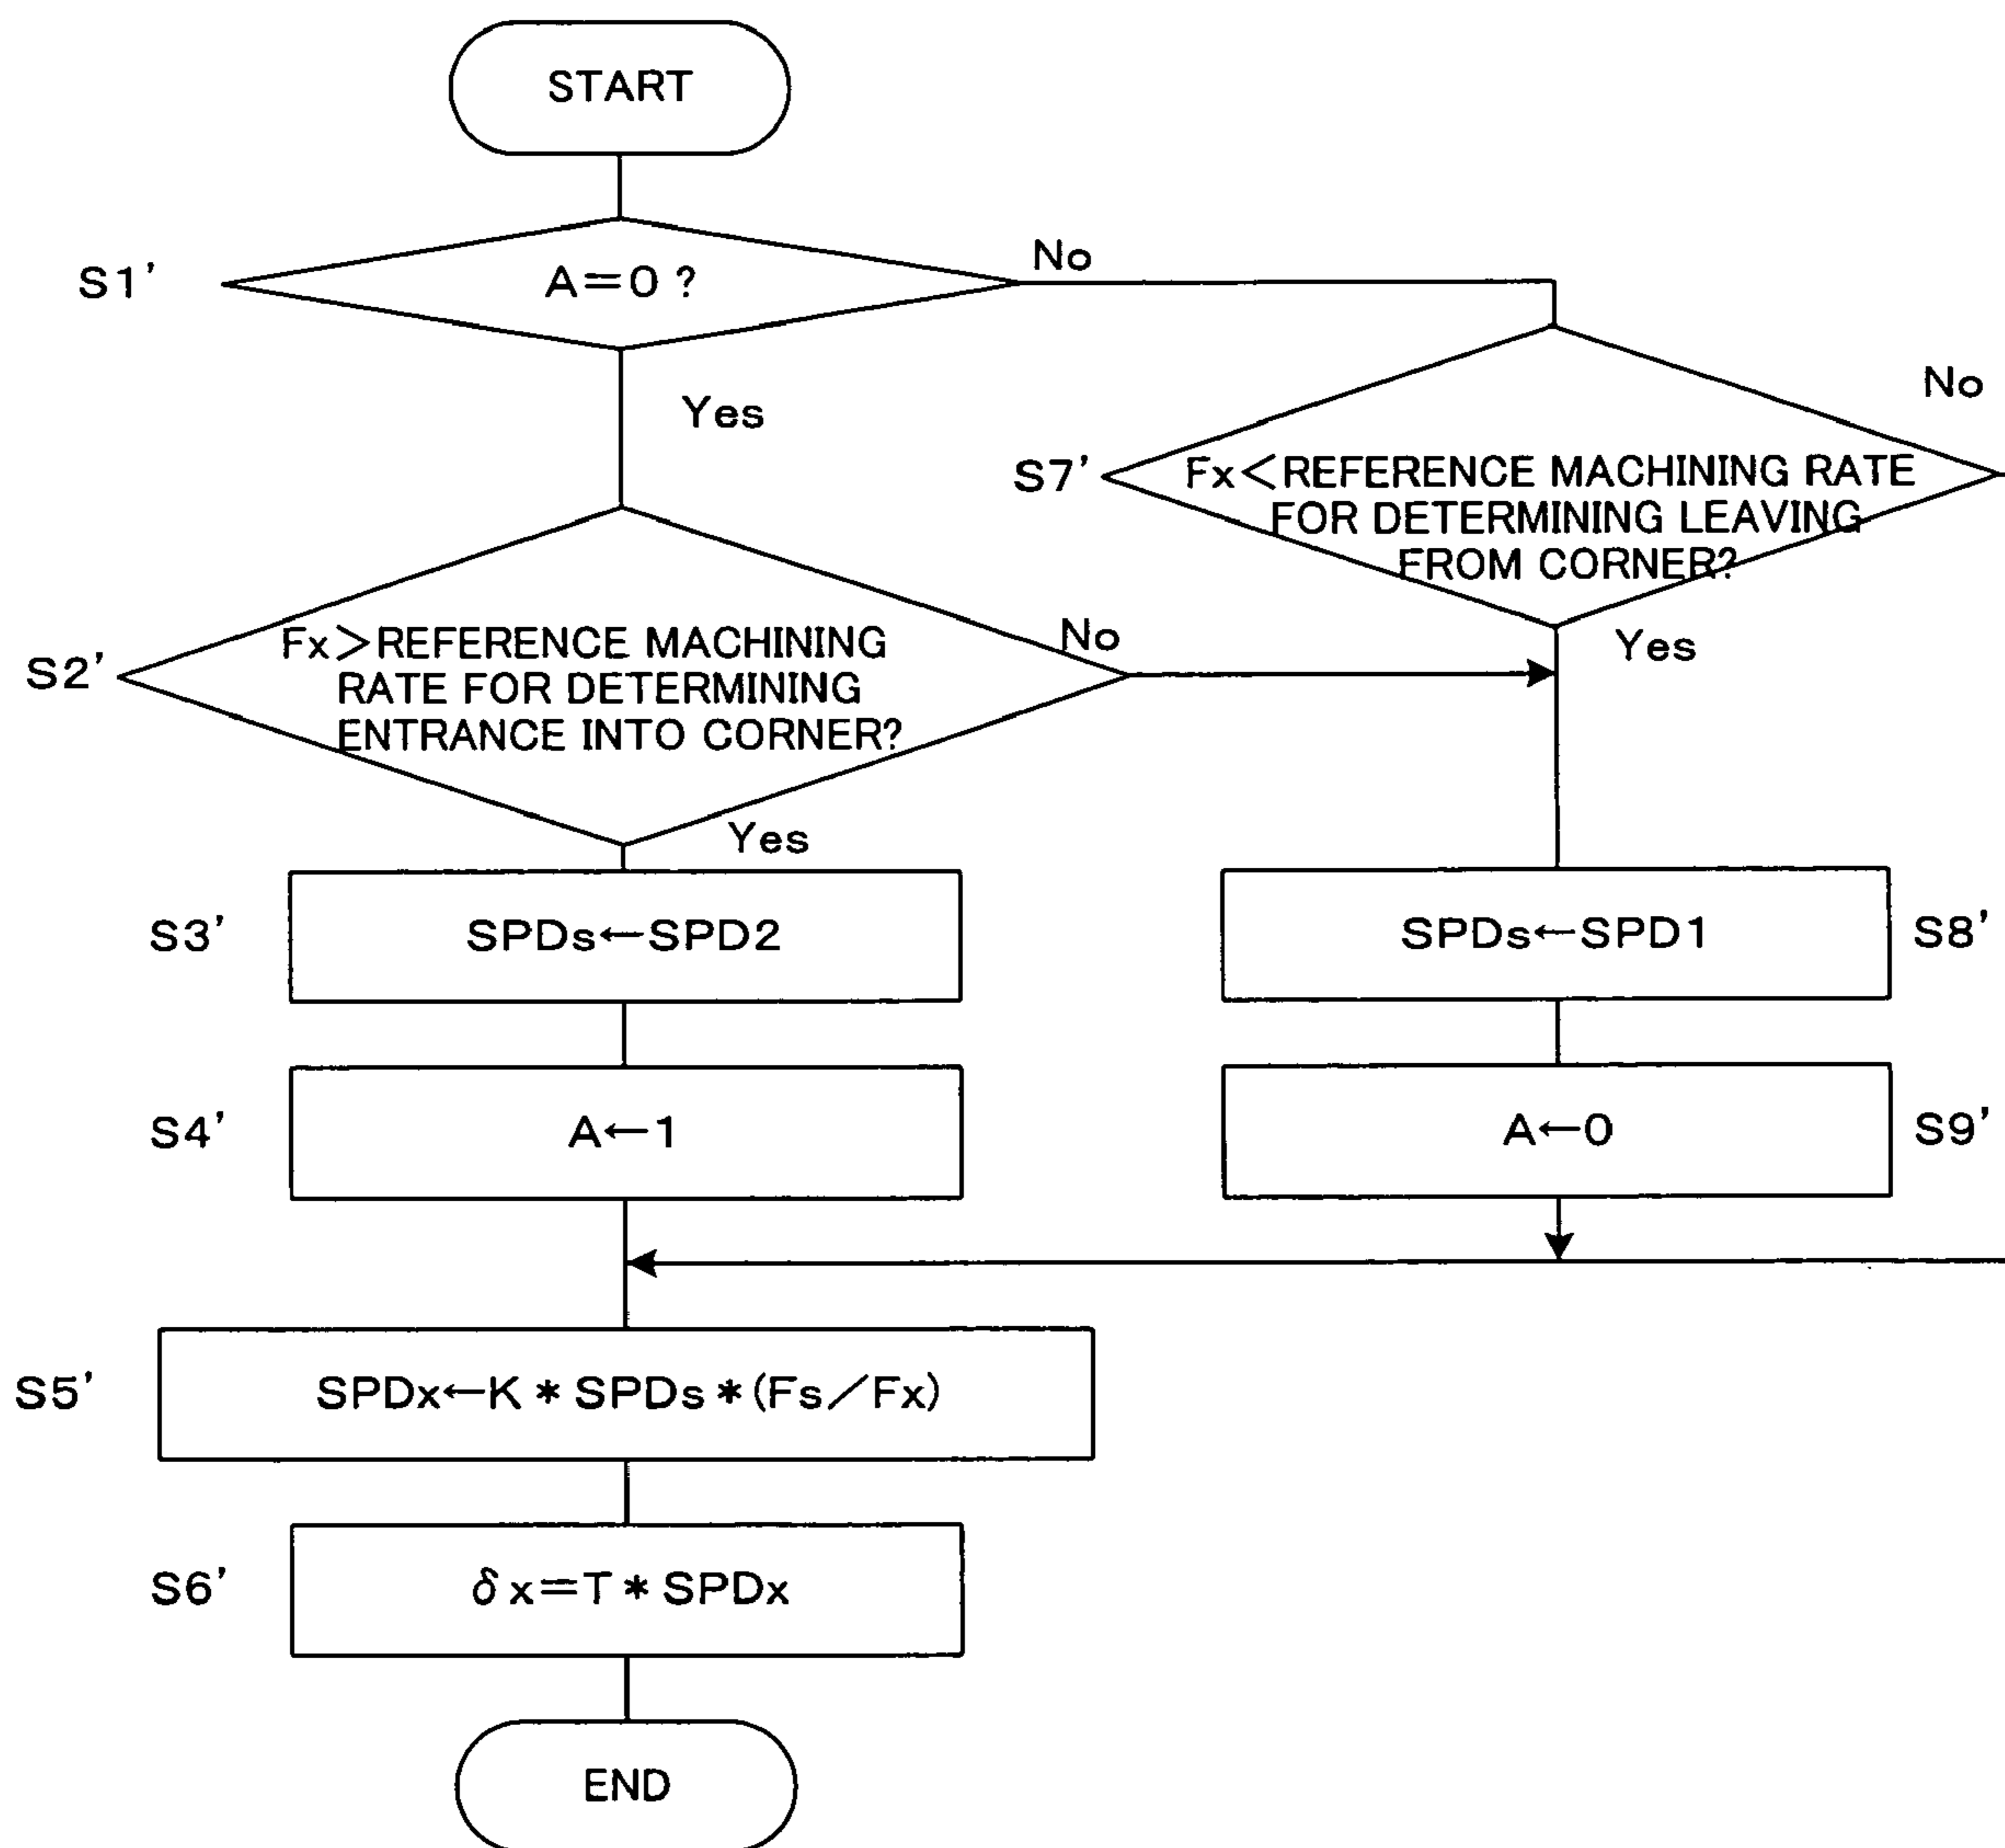 START
S1'
A=0 ?
No
Yes
No
S7'
Fx<REFERENCE MACHINING RATE
FOR DETERMINING LEAVING
FROM CORNER?
Yes
S2'
Fx>REFERENCE MACHINING
RATE FOR DETERMINING
ENTRANCE INTO CORNER?
No
Yes
S3'
SPDs←SPD2
SPDs←SPD1
S8'
S4'
A←1
A←0
S9'
S5'
SPDx←K * SPDs * (Fs/Fx)
S6'
δx=T * SPDx
END